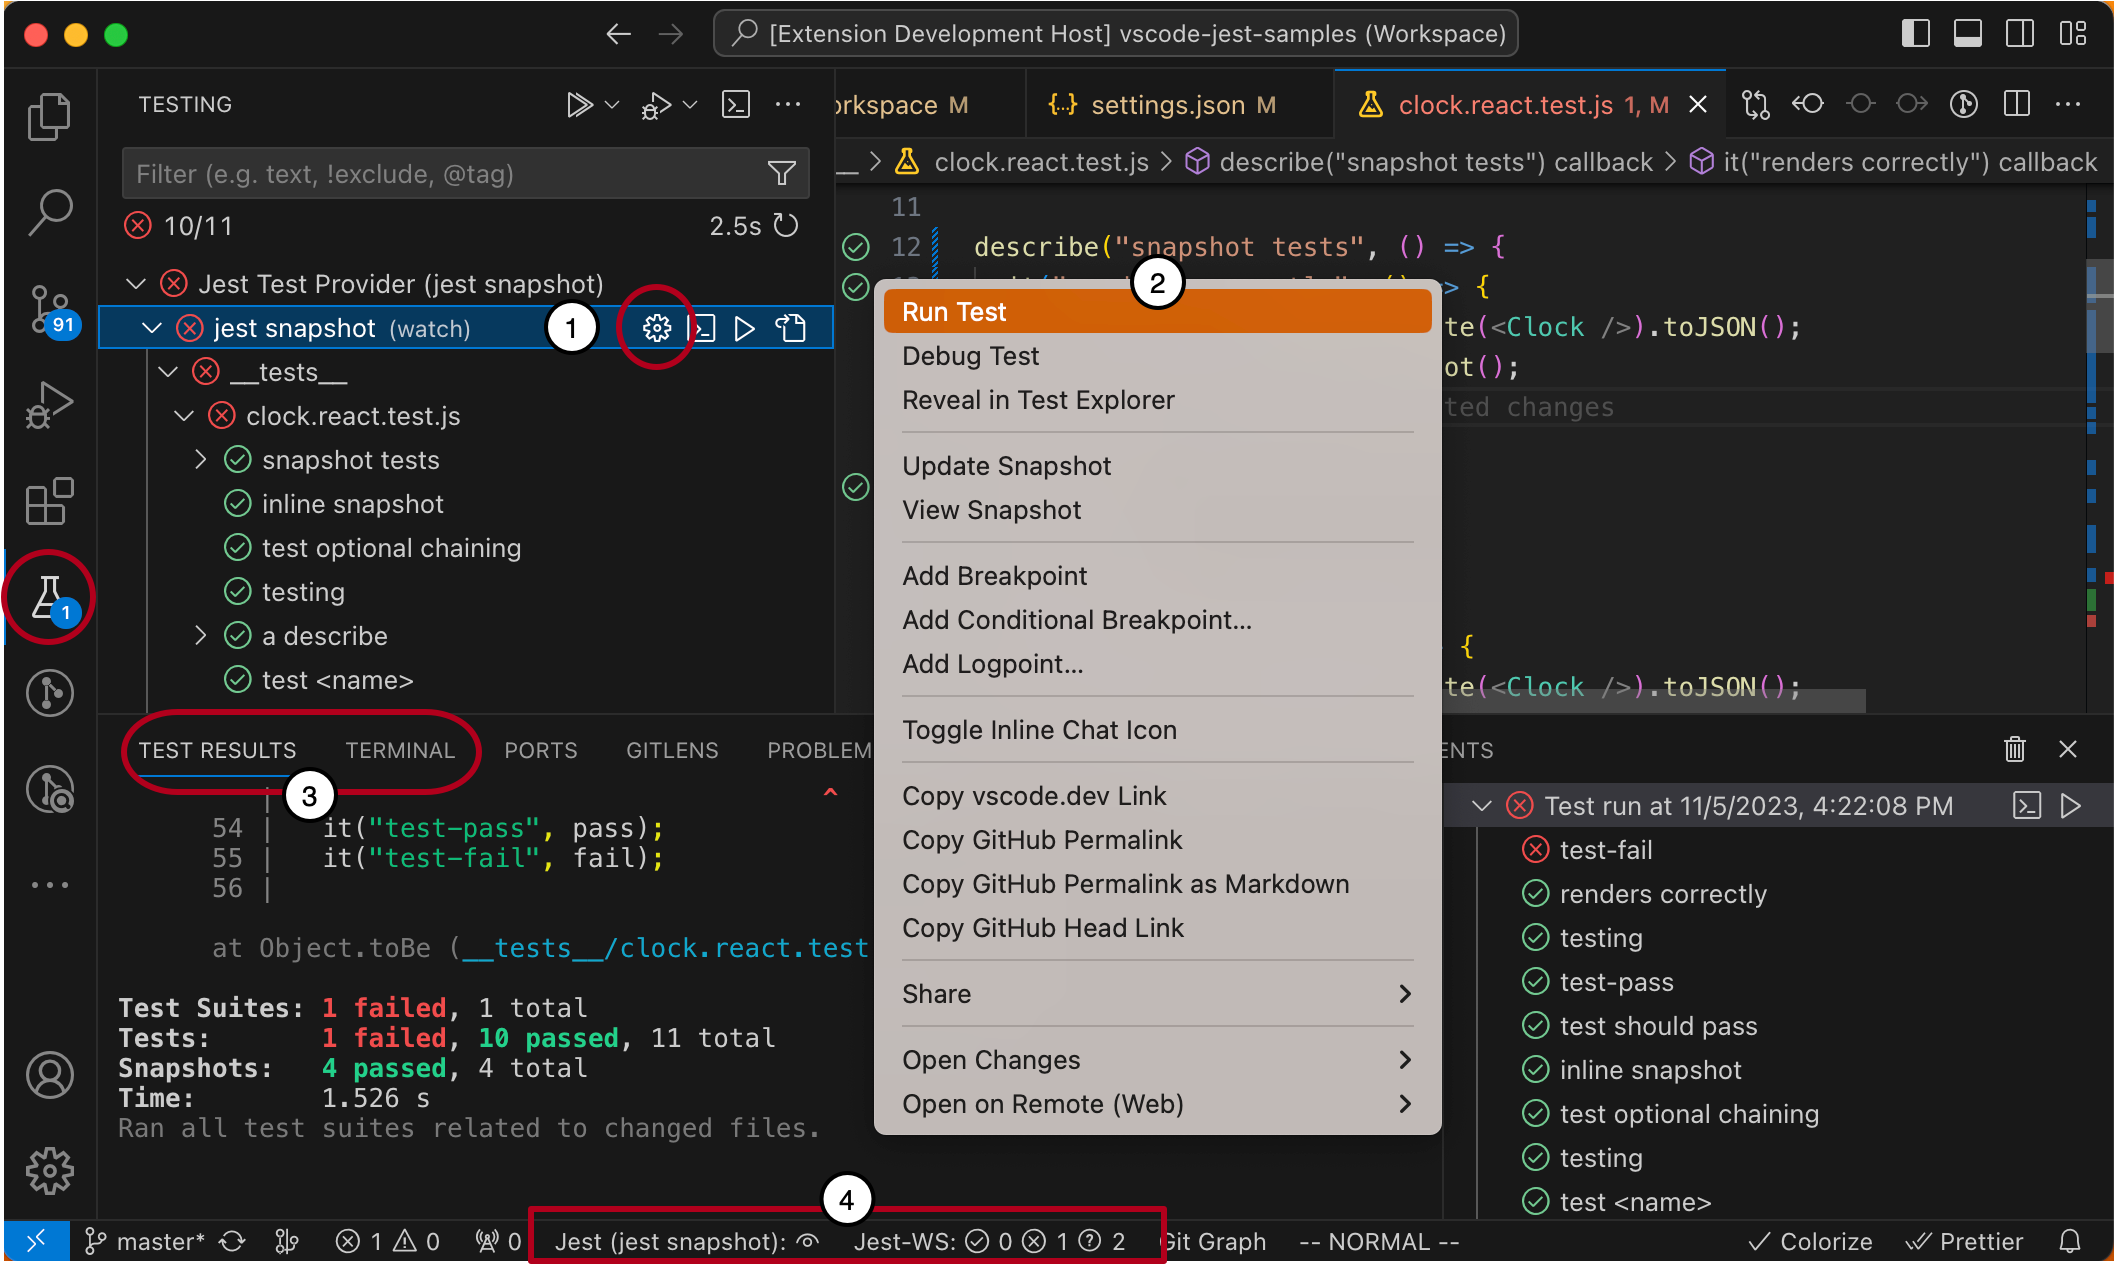 [Extension Development Host] vscode-jest-samples (Workspace)
TESTING
Filter (e.g. text, !exclude, @tag)
10/11
2.5s
Jest Test Provider (jest snapshot)
jest snapshot (watch)
1
__tests__
clock.react.test.js
snapshot tests
inline snapshot
test optional chaining
testing
a describe
test <name>
91
1
orkspace M
{..} settings.json M
clock.react.test.js 1, M
__ > clock.react.test.js > describe("snapshot tests") callback > it("renders correctly") callback
11
12 describe("snapshot tests", () => {
> {
te(<Clock />).toJSON();
ot();
ted changes
{
te(<Clock />).toJSON();
2
Run Test
Debug Test
Reveal in Test Explorer
Update Snapshot
View Snapshot
Add Breakpoint
Add Conditional Breakpoint...
Add Logpoint...
Toggle Inline Chat Icon
Copy vscode.dev Link
Copy GitHub Permalink
Copy GitHub Permalink as Markdown
Copy GitHub Head Link
Share
Open Changes
Open on Remote (Web)
TEST RESULTS TERMINAL PORTS GITLENS PROBLEM ENTS
3
| ^
54 | it("test-pass", pass);
55 | it("test-fail", fail);
56 |
at Object.toBe (__tests__/clock.react.test
Test Suites: 1 failed, 1 total
Tests: 1 failed, 10 passed, 11 total
Snapshots: 4 passed, 4 total
Time: 1.526 s
Ran all test suites related to changed files.
Test run at 11/5/2023, 4:22:08 PM
test-fail
renders correctly
testing
test-pass
test should pass
inline snapshot
test optional chaining
testing
test <name>
4
master* 1 0 0 Jest (jest snapshot): Jest-WS: 0 1 2 Git Graph -- NORMAL -- Colorize Prettier